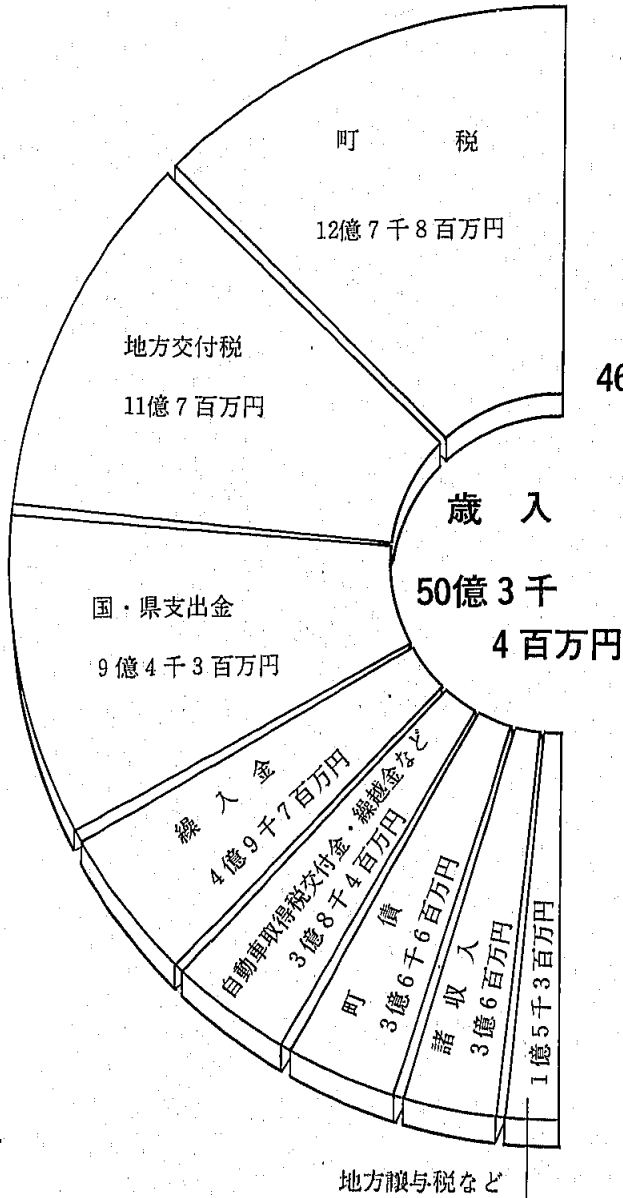 町税
12億7千8百万円
地方交付税
11億7百万円
46
歳入
50億3千
4百万円
国・県支出金
9億4千3百万円
繰入金
4億9千7百万円
自動車取得税交付金・繰越金など
3億8千4百万円
町債
3億6千6百万円
諸収入
3億6百万円
1億5千3百万円
地方譲与税など